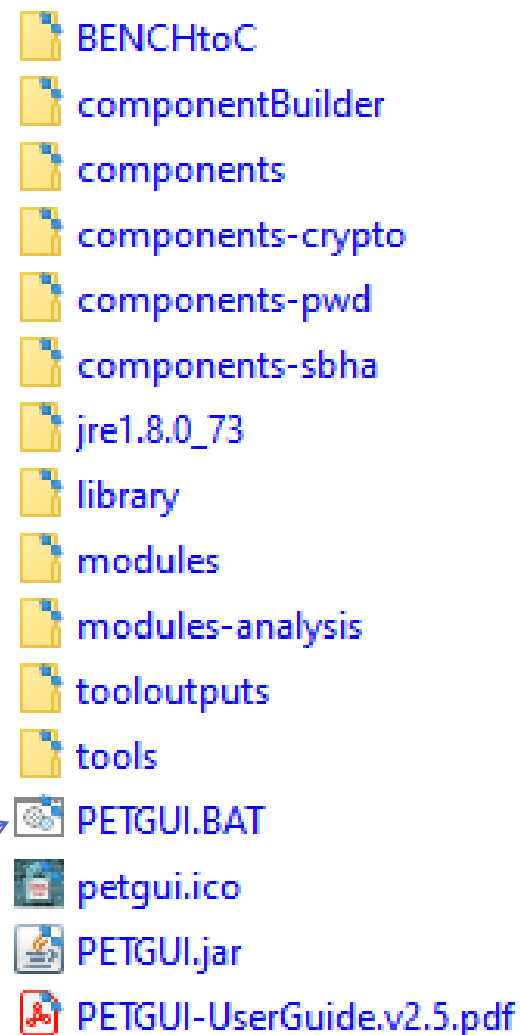 BENCHtoC
componentBuilder
components
components-crypto
components-pwd
components-sbha
jre1.8.0_73
library
modules
modules-analysis
tooloutputs
tools
PETGUI.BAT
petgui.ico
PETGUI.jar
PETGUI-UserGuide.v2.5.pdf